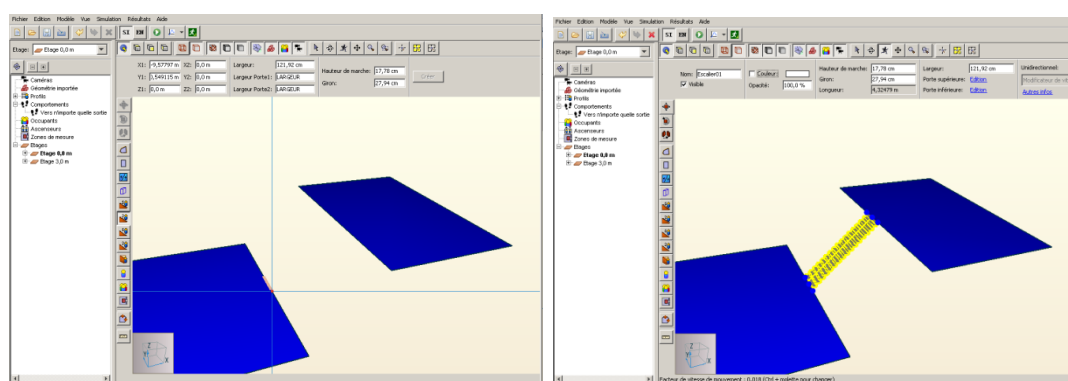 Fichier Edition Modèle Vue Simulation Résultats Aide
Etage: Etage 0,0 m
X1: -9,57797 m X2: 0,0 m Largeur: 121,92 cm
Y1: 0,549115 m Y2: 0,0 m Largeur Porte1: LARGEUR
Z1: 0,0 m Z2: 0,0 m Largeur Porte2: LARGEUR
Hauteur de marche: 17,78 cm
Giron: 27,94 cm
Créer
Caméras
Géométrie importée
Profils
Comportements
Vers n'importe quelle sortie
Occupants
Ascenseurs
Zones de mesure
Etages
Etage 0,0 m
Etage 3,0 m
Z
Y
X
Fichier Edition Modèle Vue Simulation Résultats Aide
Etage: Etage 0,0 m
Nom: Escalier01
Visible
Couleur:
Opacité: 100,0 %
Hauteur de marche: 17,78 cm
Giron: 27,94 cm
Longueur: 4,32479 m
Largeur: 121,92 cm
Porte supérieure: Edition
Porte inférieure: Edition
Unidirectionnel:
Modificateur de vit
Autres infos
Caméras
Géométrie importée
Profils
Comportements
Vers n'importe quelle sortie
Occupants
Ascenseurs
Zones de mesure
Etages
Etage 0,0 m
Etage 3,0 m
Z
Y
X
Facteur de vitesse de mouvement : 0,818 (Ctrl + molette pour changer)